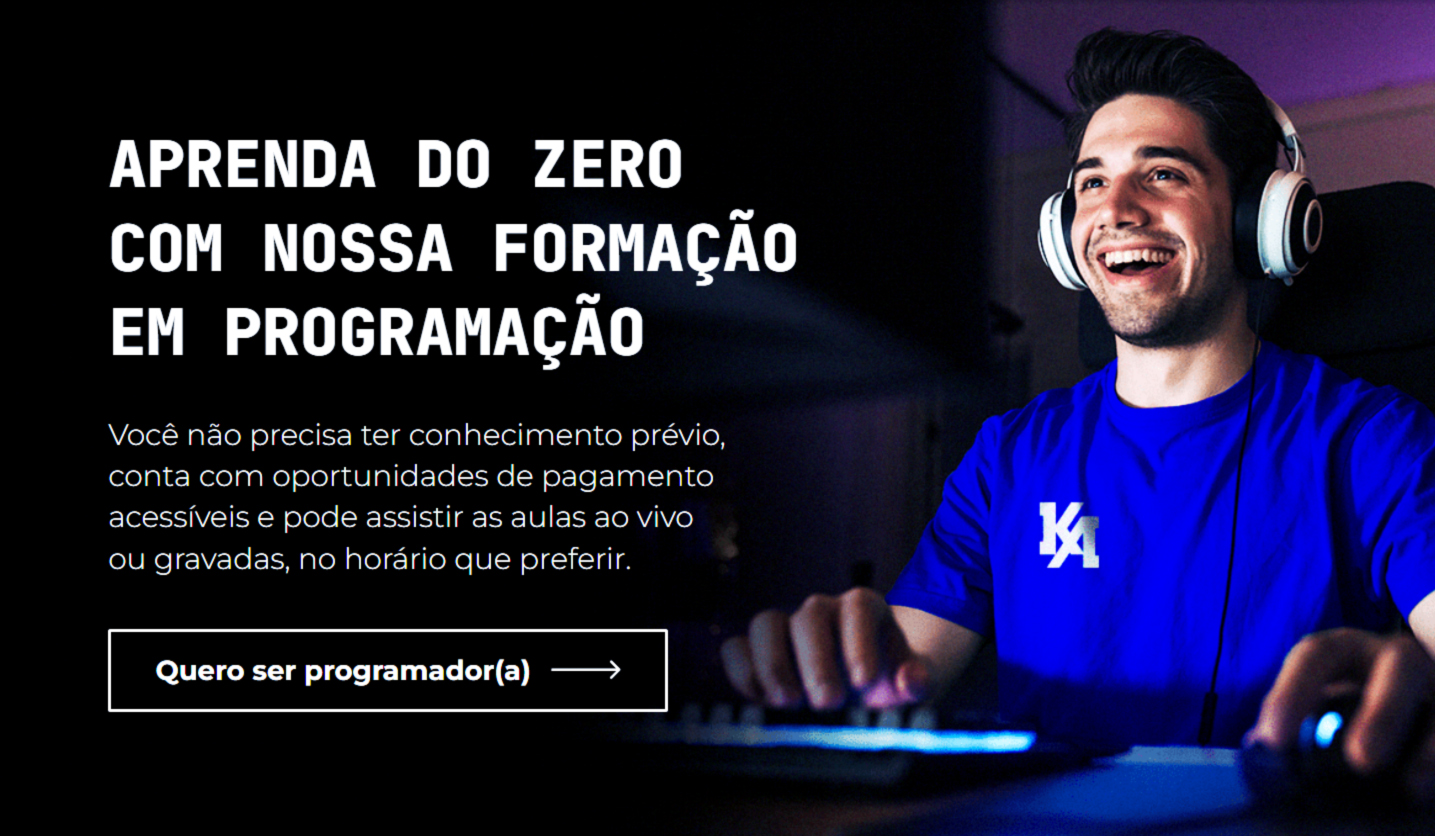 APRENDA DO ZERO
COM NOSSA FORMAÇÃO
EM PROGRAMAÇÃO
Você não precisa ter conhecimento prévio,
conta com oportunidades de pagamento
acessíveis e pode assistir as aulas ao vivo
ou gravadas, no horário que preferir.
Quero ser programador(a)
KA